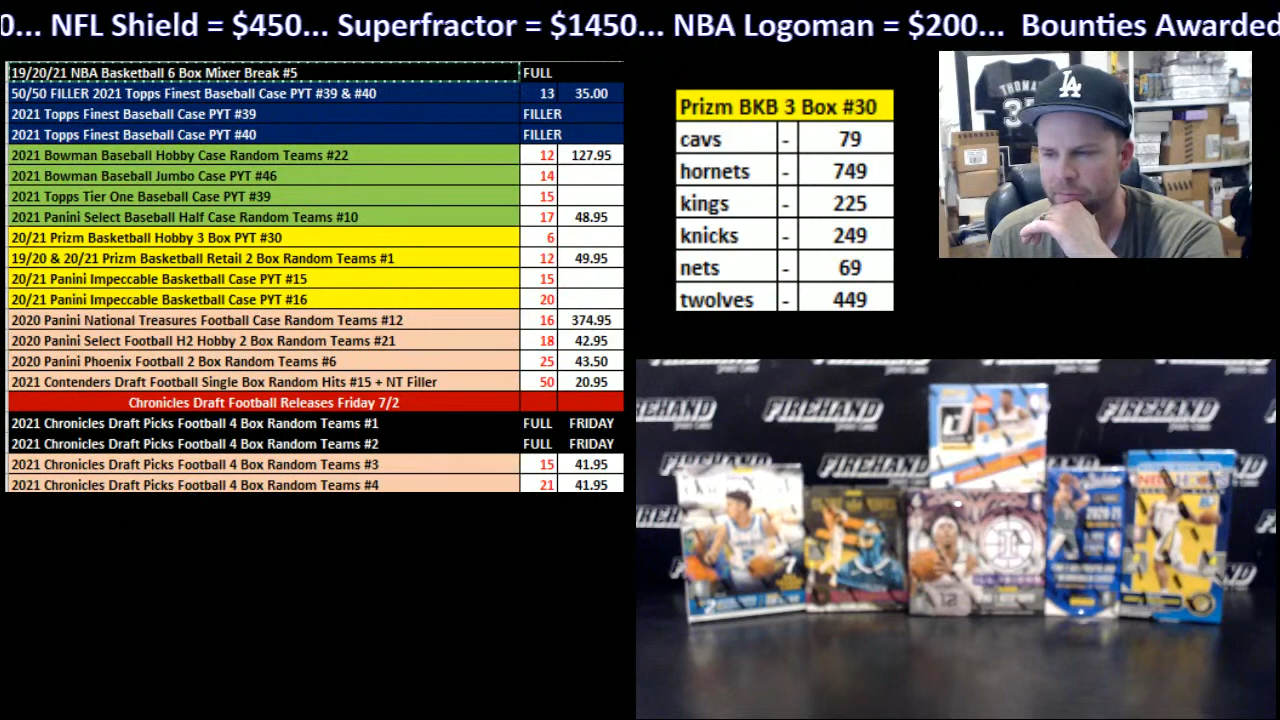 0... NFL Shield = $450... Superfractor = $1450... NBA Logoman = $200... Bounties Awarded
19/20/21 NBA Basketball 6 Box Mixer Break #5 FULL
50/50 FILLER 2021 Topps Finest Baseball Case PYT #39 & #40 13 35.00
2021 Topps Finest Baseball Case PYT #39 FILLER
2021 Topps Finest Baseball Case PYT #40 FILLER
2021 Bowman Baseball Hobby Case Random Teams #22 12 127.95
2021 Bowman Baseball Jumbo Case PYT #46 14
2021 Topps Tier One Baseball Case PYT #39 15
2021 Panini Select Baseball Half Case Random Teams #10 17 48.95
20/21 Prizm Basketball Hobby 3 Box PYT #30 6
19/20 & 20/21 Prizm Basketball Retail 2 Box Random Teams #1 12 49.95
20/21 Panini Impeccable Basketball Case PYT #15 15
20/21 Panini Impeccable Basketball Case PYT #16 20
2020 Panini National Treasures Football Case Random Teams #12 16 374.95
2020 Panini Select Football H2 Hobby 2 Box Random Teams #21 18 42.95
2020 Panini Phoenix Football 2 Box Random Teams #6 25 43.50
2021 Contenders Draft Football Single Box Random Hits #15 + NT Filler 50 20.95
Chronicles Draft Football Releases Friday 7/2
2021 Chronicles Draft Picks Football 4 Box Random Teams #1 FULL FRIDAY
2021 Chronicles Draft Picks Football 4 Box Random Teams #2 FULL FRIDAY
2021 Chronicles Draft Picks Football 4 Box Random Teams #3 15 41.95
2021 Chronicles Draft Picks Football 4 Box Random Teams #4 21 41.95
Prizm BKB 3 Box #30
cavs - 79
hornets - 749
kings - 225
knicks - 249
nets - 69
twolves - 449
THOMA
LA
FIREHAND
FIREHAND
FIREHAND
FIREHAND
2020-21